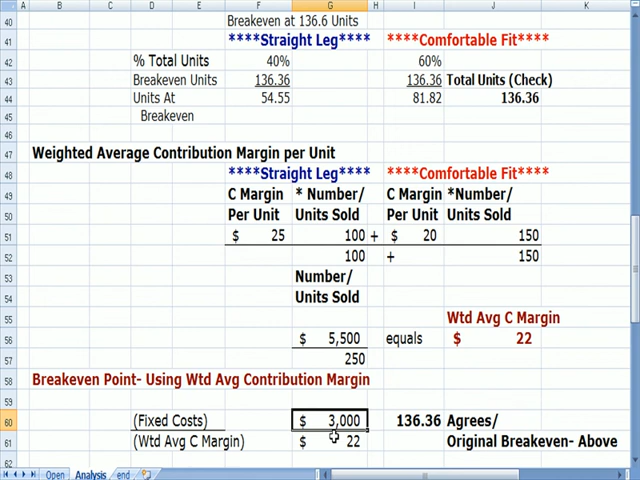 A B C D E F G H I J K
40 Breakeven at 136.6 Units
41 ****Straight Leg**** ****Comfortable Fit****
42 % Total Units 40% 60%
43 Breakeven Units 136.36 136.36 Total Units (Check)
44 Units At 54.55 81.82 136.36
45 Breakeven
46
47 Weighted Average Contribution Margin per Unit
48 ****Straight Leg**** ****Comfortable Fit****
49 C Margin * Number/ C Margin *Number/
50 Per Unit Units Sold Per Unit Units Sold
51 $ 25 100 + $ 20 150
52 100 + 150
53 Number/
54 Units Sold
55 Wtd Avg C Margin
56 $ 5,500 equals $ 22
57 250
58 Breakeven Point- Using Wtd Avg Contribution Margin
60 (Fixed Costs) $ 3,000 136.36 Agrees/
61 (Wtd Avg C Margin) $ 22 Original Breakeven- Above
62
Open Analysis end